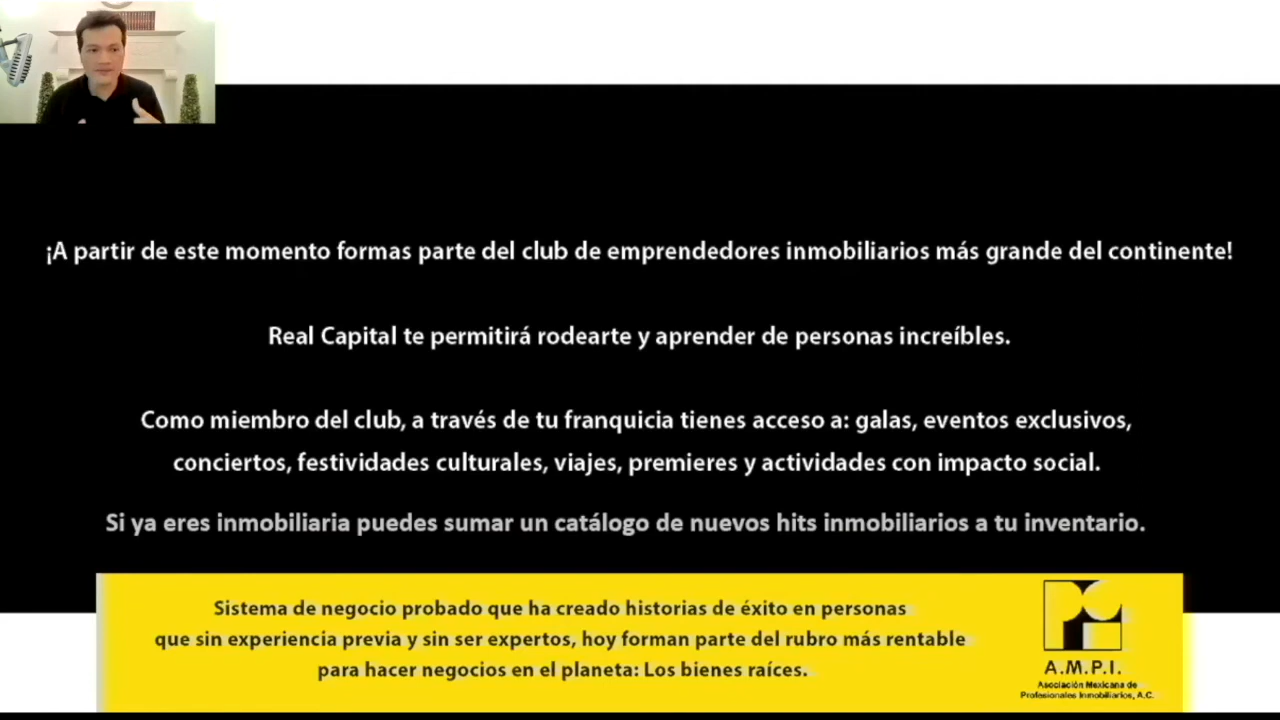 ¡A partir de este momento formas parte del club de emprendedores inmobiliarios más grande del continente!
Real Capital te permitirá rodearte y aprender de personas increíbles.
Como miembro del club, a través de tu franquicia tienes acceso a: galas, eventos exclusivos,
conciertos, festividades culturales, viajes, premieres y actividades con impacto social.
Si ya eres inmobiliaria puedes sumar un catálogo de nuevos hits inmobiliarios a tu inventario.
Sistema de negocio probado que ha creado historias de éxito en personas
que sin experiencia previa y sin ser expertos, hoy forman parte del rubro más rentable
para hacer negocios en el planeta: Los bienes raíces.
A.M.P.I.
Asociación Mexicana de
Profesionales Inmobiliarios, A.C.